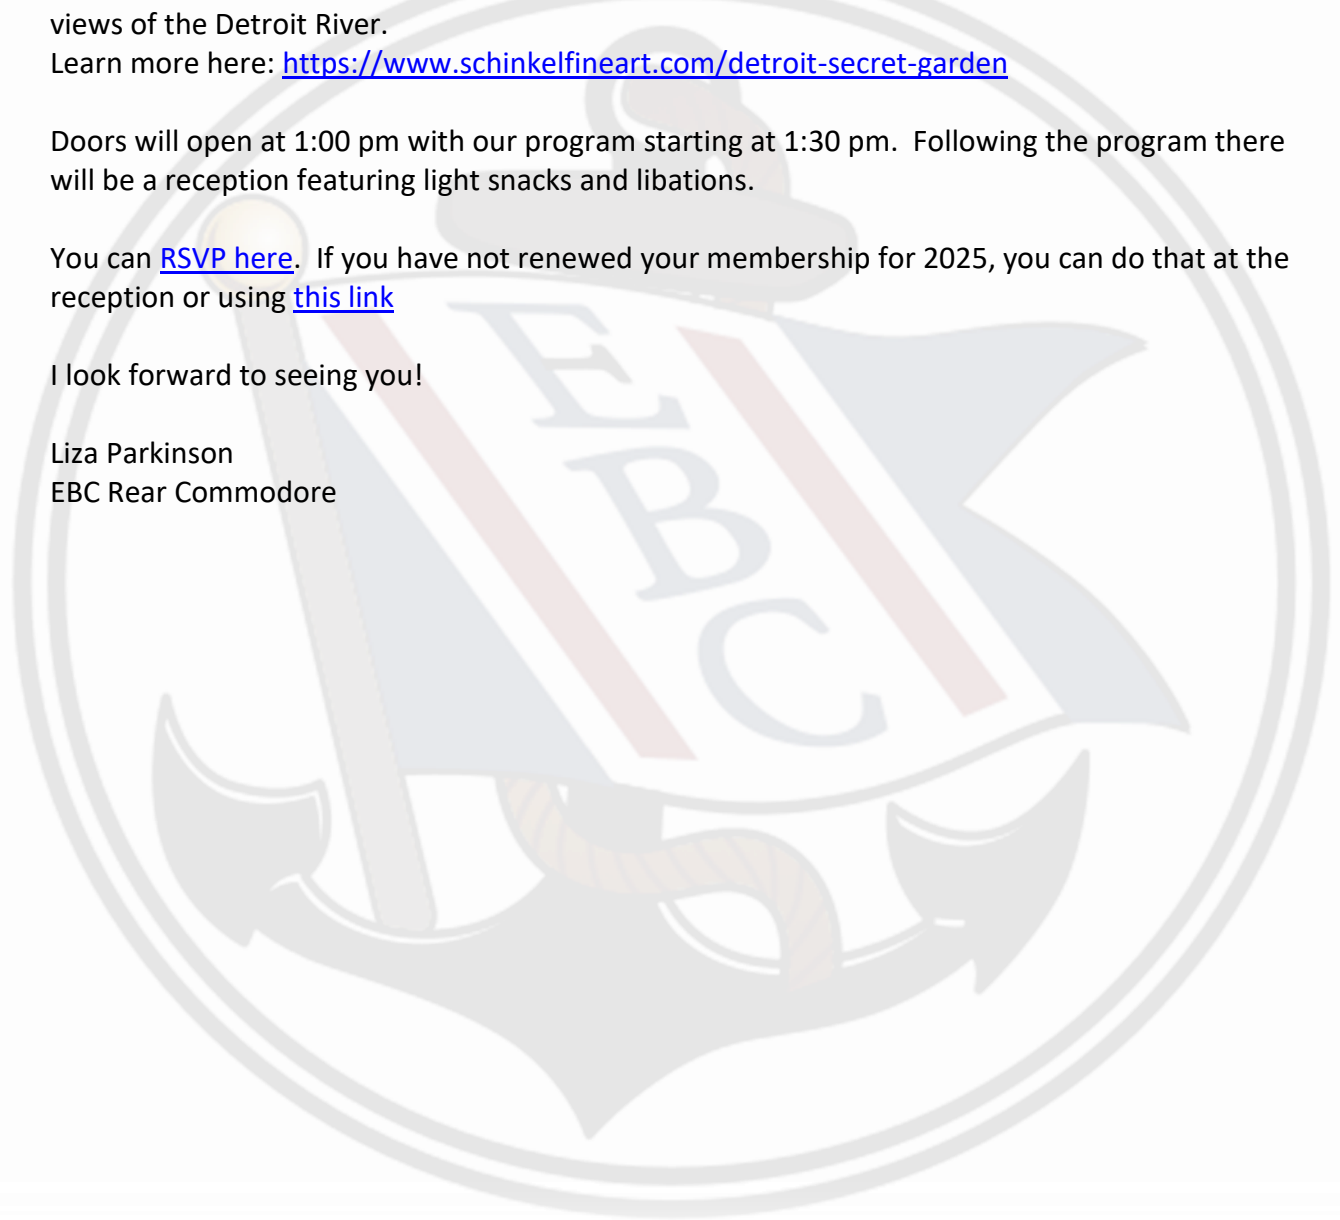 views of the Detroit River.
Learn more here: https://www.schinkelfineart.com/detroit-secret-garden
Doors will open at 1:00 pm with our program starting at 1:30 pm.  Following the program there
will be a reception featuring light snacks and libations.
You can RSVP here.  If you have not renewed your membership for 2025, you can do that at the
reception or using this link
I look forward to seeing you!
Liza Parkinson
EBC Rear Commodore
E
B
C